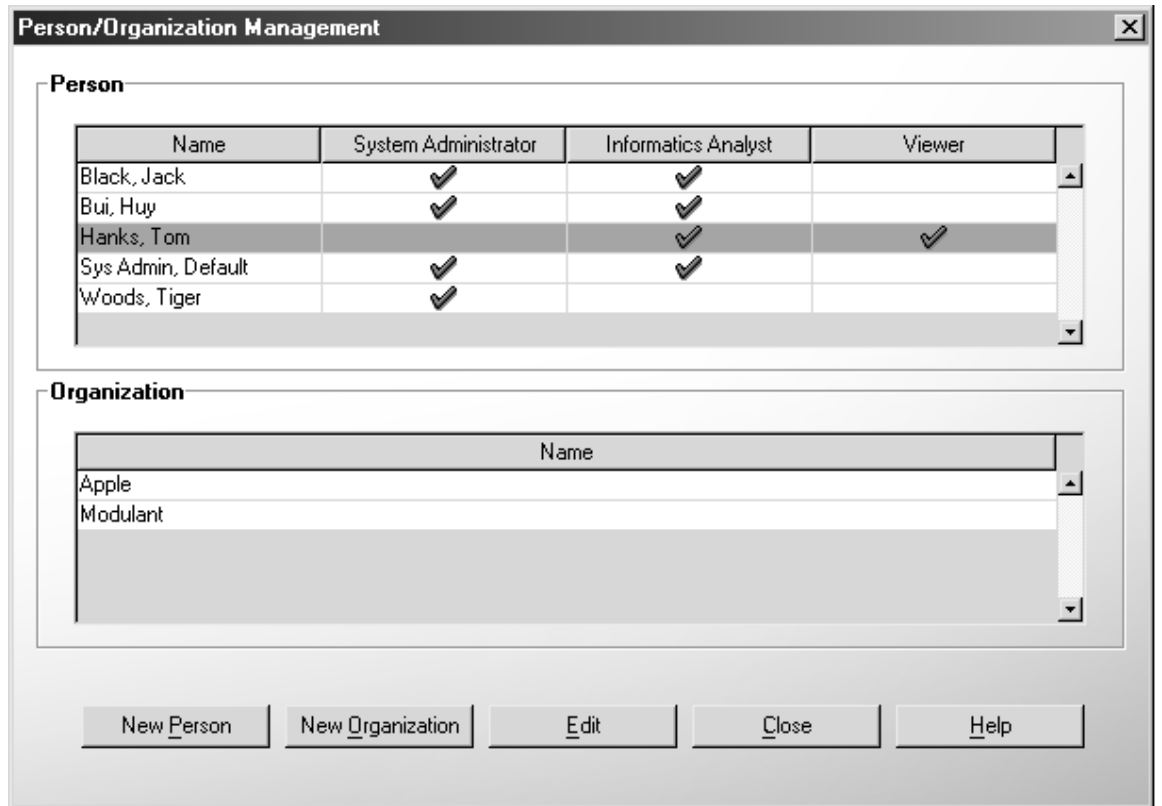 Person/Organization Management
Person
Name System Administrator Informatics Analyst Viewer
Black, Jack
Bui, Huy
Hanks, Tom
Sys Admin, Default
Woods, Tiger
Organization
Name
Apple
Modulant
New Person New Organization Edit Close Help